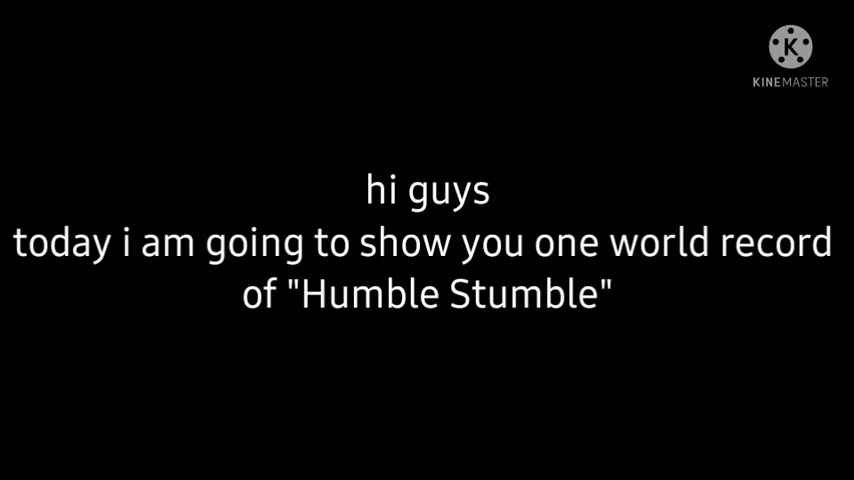 K
KINEMASTER
hi guys
today i am going to show you one world record
of "Humble Stumble"